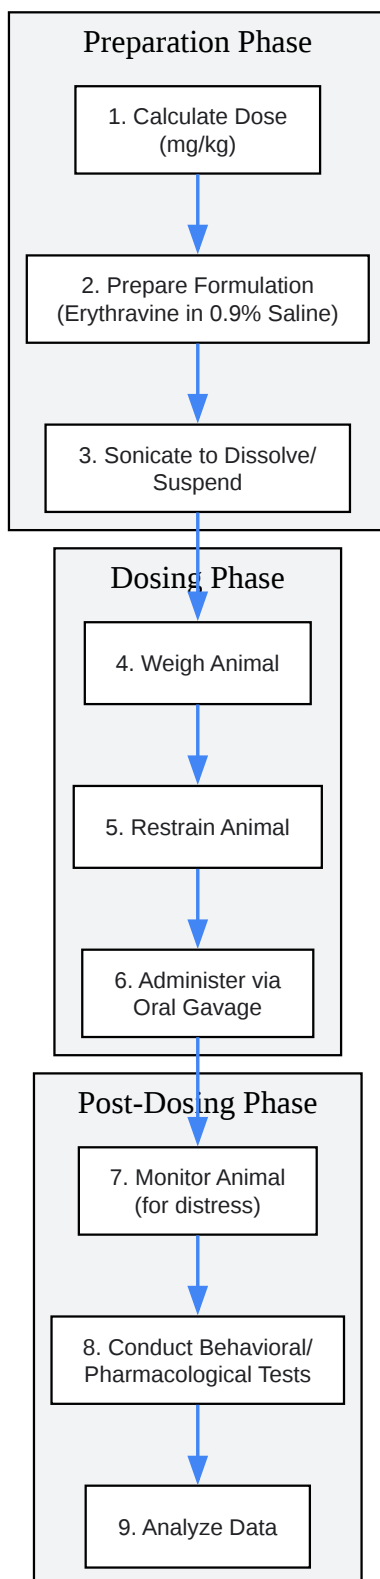 Preparation Phase
1. Calculate Dose
(mg/kg)
2. Prepare Formulation
(Erythravine in 0.9% Saline)
3. Sonicate to Dissolve/
Suspend
Dosing Phase
4. Weigh Animal
5. Restrain Animal
6. Administer via
Oral Gavage
Post-Dosing Phase
7. Monitor Animal
(for distress)
8. Conduct Behavioral/
Pharmacological Tests
9. Analyze Data